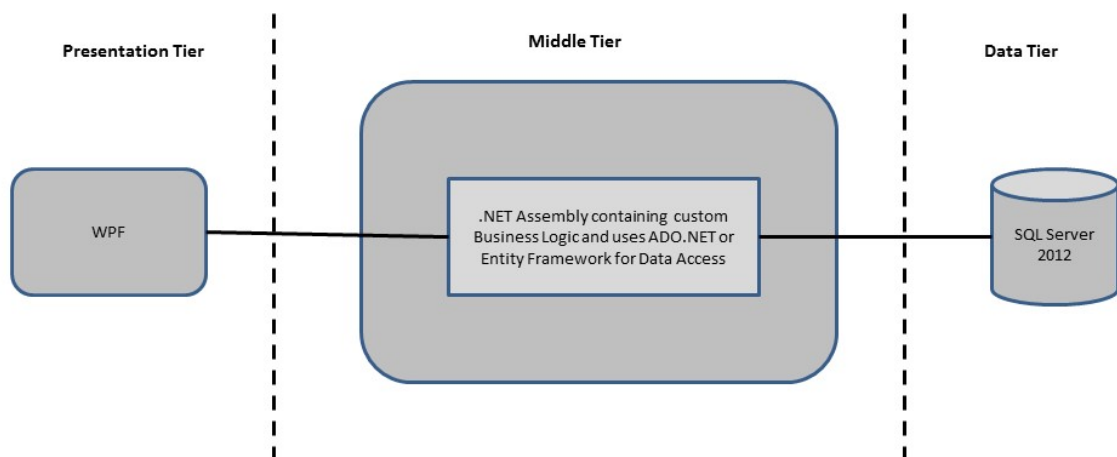 Presentation Tier
Middle Tier
Data Tier
WPF
.NET Assembly containing custom
Business Logic and uses ADO.NET or
Entity Framework for Data Access
SQL Server
2012